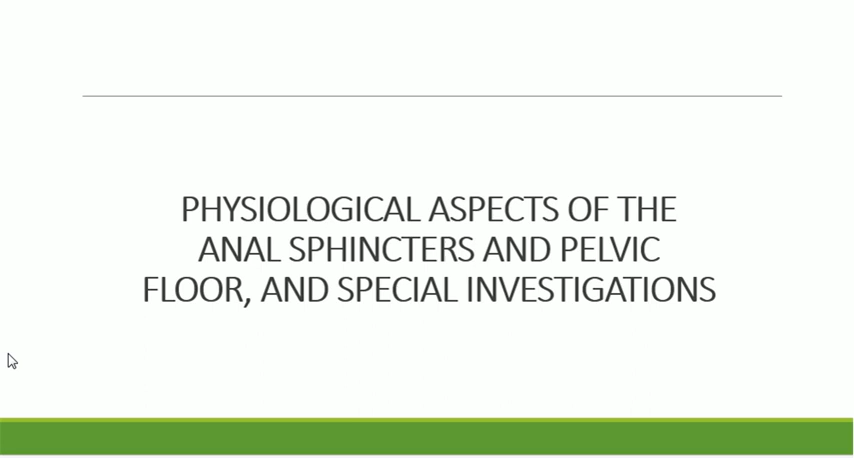 PHYSIOLOGICAL ASPECTS OF THE
ANAL SPHINCTERS AND PELVIC
FLOOR, AND SPECIAL INVESTIGATIONS